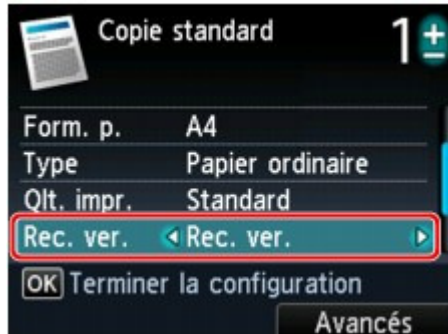 Copie standard 1
Form. p. A4
Type Papier ordinaire
Qlt. impr. Standard
Rec. ver. Rec. ver.
OK Terminer la configuration
Avancés